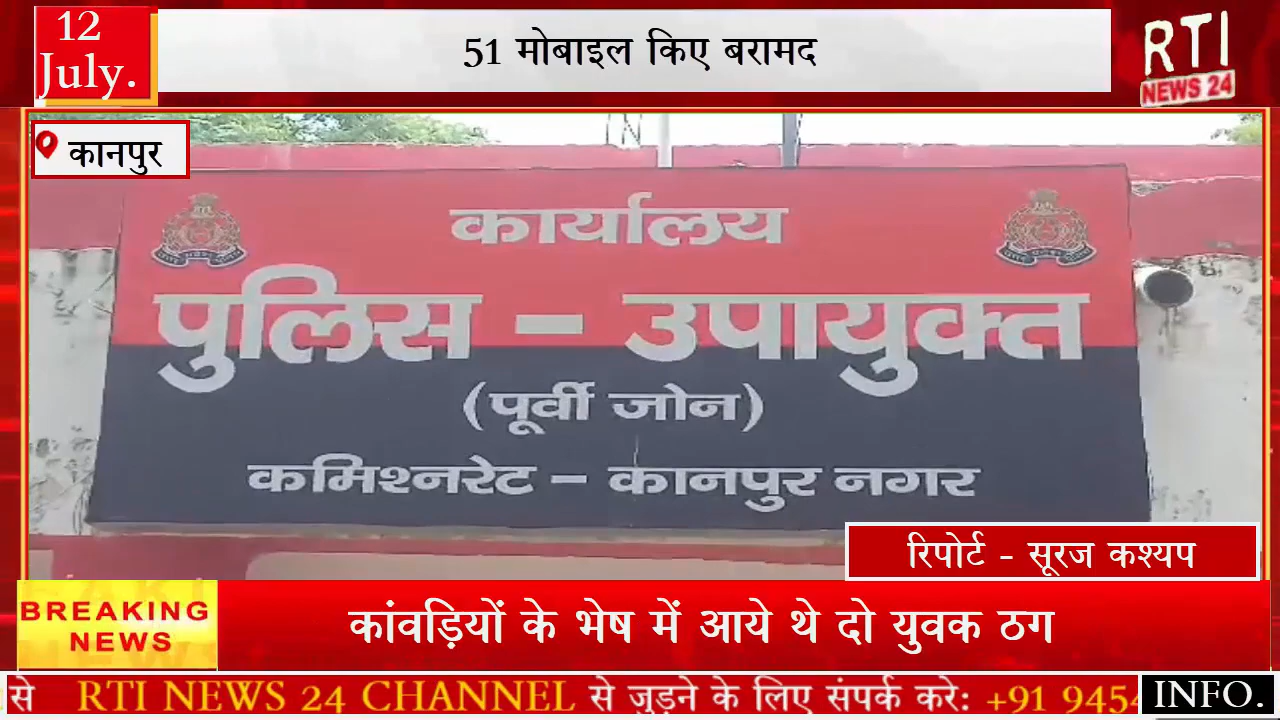 12
July.
51 मोबाइल किए बरामद
RTI
NEWS 24
कानपुर
कार्यालय
पुलिस - उपायुक्त
(पूर्वी जोन)
कमिश्नरेट - कानपुर नगर
रिपोर्ट - सूरज कश्यप
BREAKING
NEWS
कांवड़ियों के भेष में आये थे दो युवक ठग
से RTI NEWS 24 CHANNEL से जुड़ने के लिए संपर्क करे: +91 945
INFO.